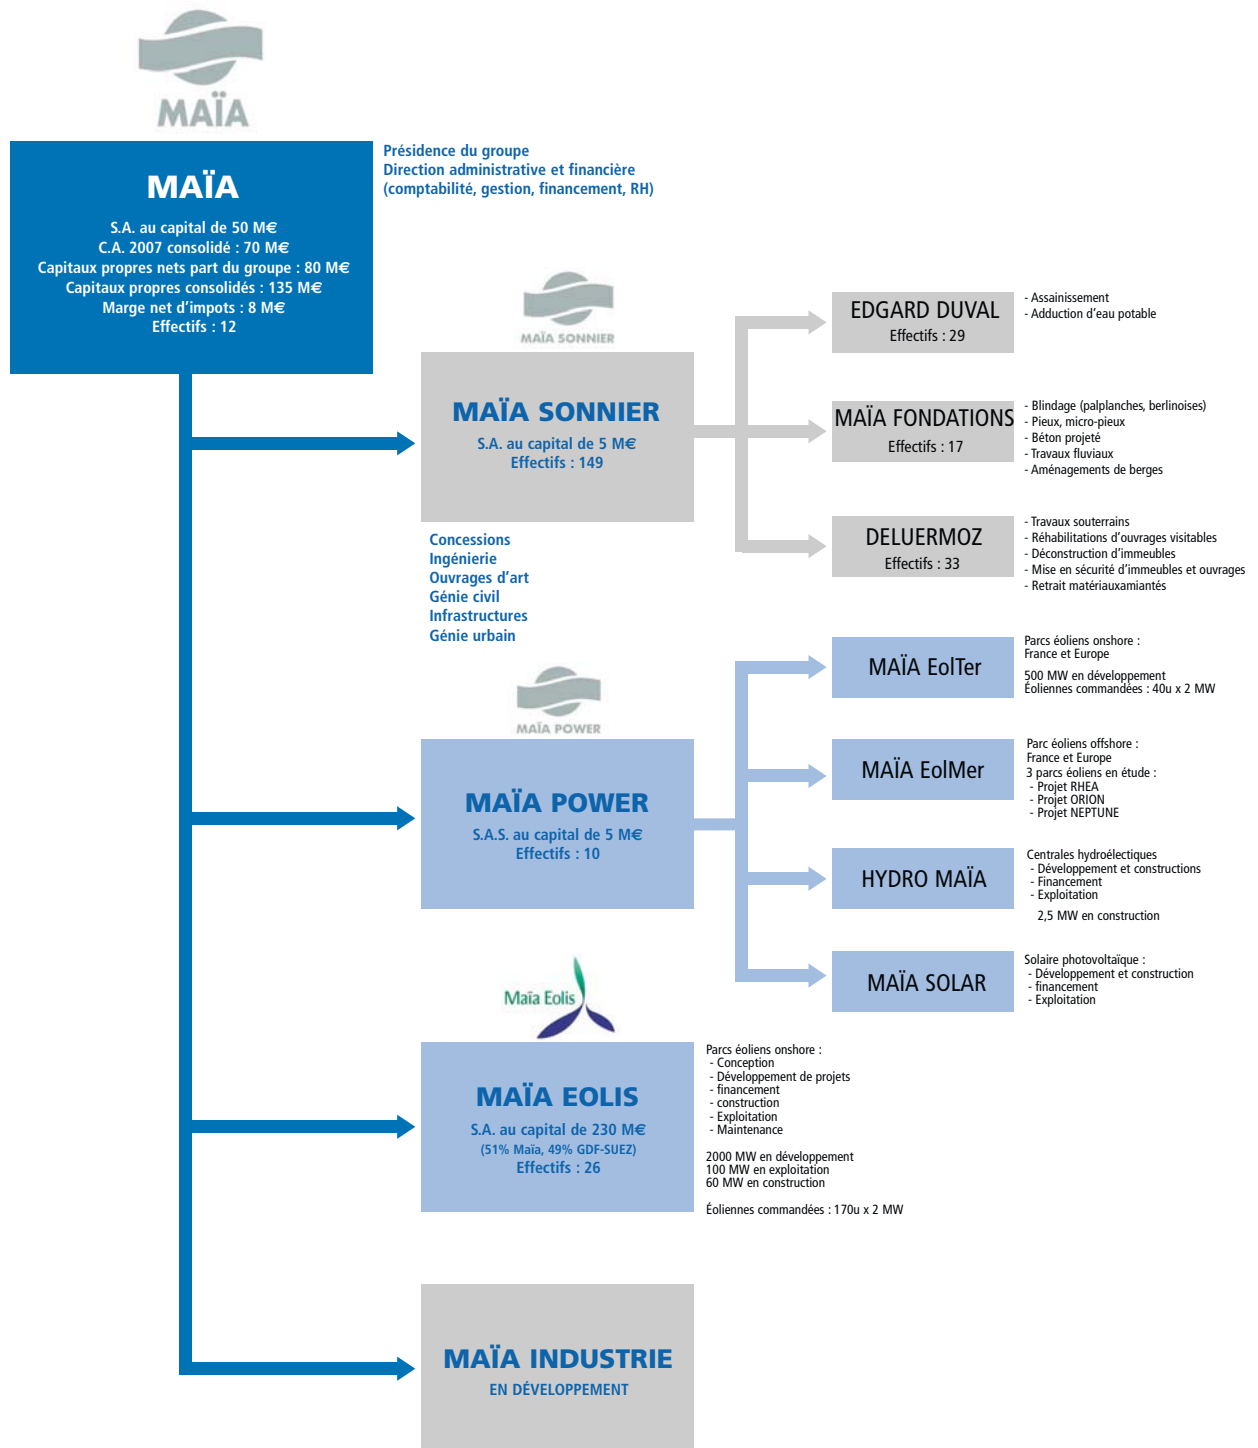 MAÏA
MAÏA
S.A. au capital de 50 M€
C.A. 2007 consolidé : 70 M€
Capitaux propres nets part du groupe : 80 M€
Capitaux propres consolidés : 135 M€
Marge net d'impots : 8 M€
Effectifs : 12
Présidence du groupe
Direction administrative et financière
(comptabilité, gestion, financement, RH)
MAÏA SONNIER
MAÏA SONNIER
S.A. au capital de 5 M€
Effectifs : 149
Concessions
Ingénierie
Ouvrages d'art
Génie civil
Infrastructures
Génie urbain
EDGARD DUVAL
Effectifs : 29
- Assainissement
- Adduction d'eau potable
MAÏA FONDATIONS
Effectifs : 17
- Blindage (palplanches, berlinoises)
- Pieux, micro-pieux
- Béton projeté
- Travaux fluviaux
- Aménagements de berges
DELUERMOZ
Effectifs : 33
- Travaux souterrains
- Réhabilitations d'ouvrages visitables
- Déconstruction d'immeubles
- Mise en sécurité d'immeubles et ouvrages
- Retrait matériauxamiantés
MAÏA POWER
MAÏA POWER
S.A.S. au capital de 5 M€
Effectifs : 10
MAÏA EolTer
Parcs éoliens onshore :
France et Europe
500 MW en développement
Éoliennes commandées : 40u x 2 MW
MAÏA EolMer
Parc éoliens offshore :
France et Europe
3 parcs éoliens en étude :
- Projet RHEA
- Projet ORION
- Projet NEPTUNE
HYDRO MAÏA
Centrales hydroélectiques
- Développement et constructions
- Financement
- Exploitation
2,5 MW en construction
MAÏA SOLAR
Solaire photovoltaïque :
- Développement et construction
- financement
- Exploitation
Maïa Eolis
MAÏA EOLIS
S.A. au capital de 230 M€
(51% Maïa, 49% GDF-SUEZ)
Effectifs : 26
Parcs éoliens onshore :
- Conception
- Développement de projets
- financement
- construction
- Exploitation
- Maintenance
2000 MW en développement
100 MW en exploitation
60 MW en construction
Éoliennes commandées : 170u x 2 MW
MAÏA INDUSTRIE
EN DÉVELOPPEMENT